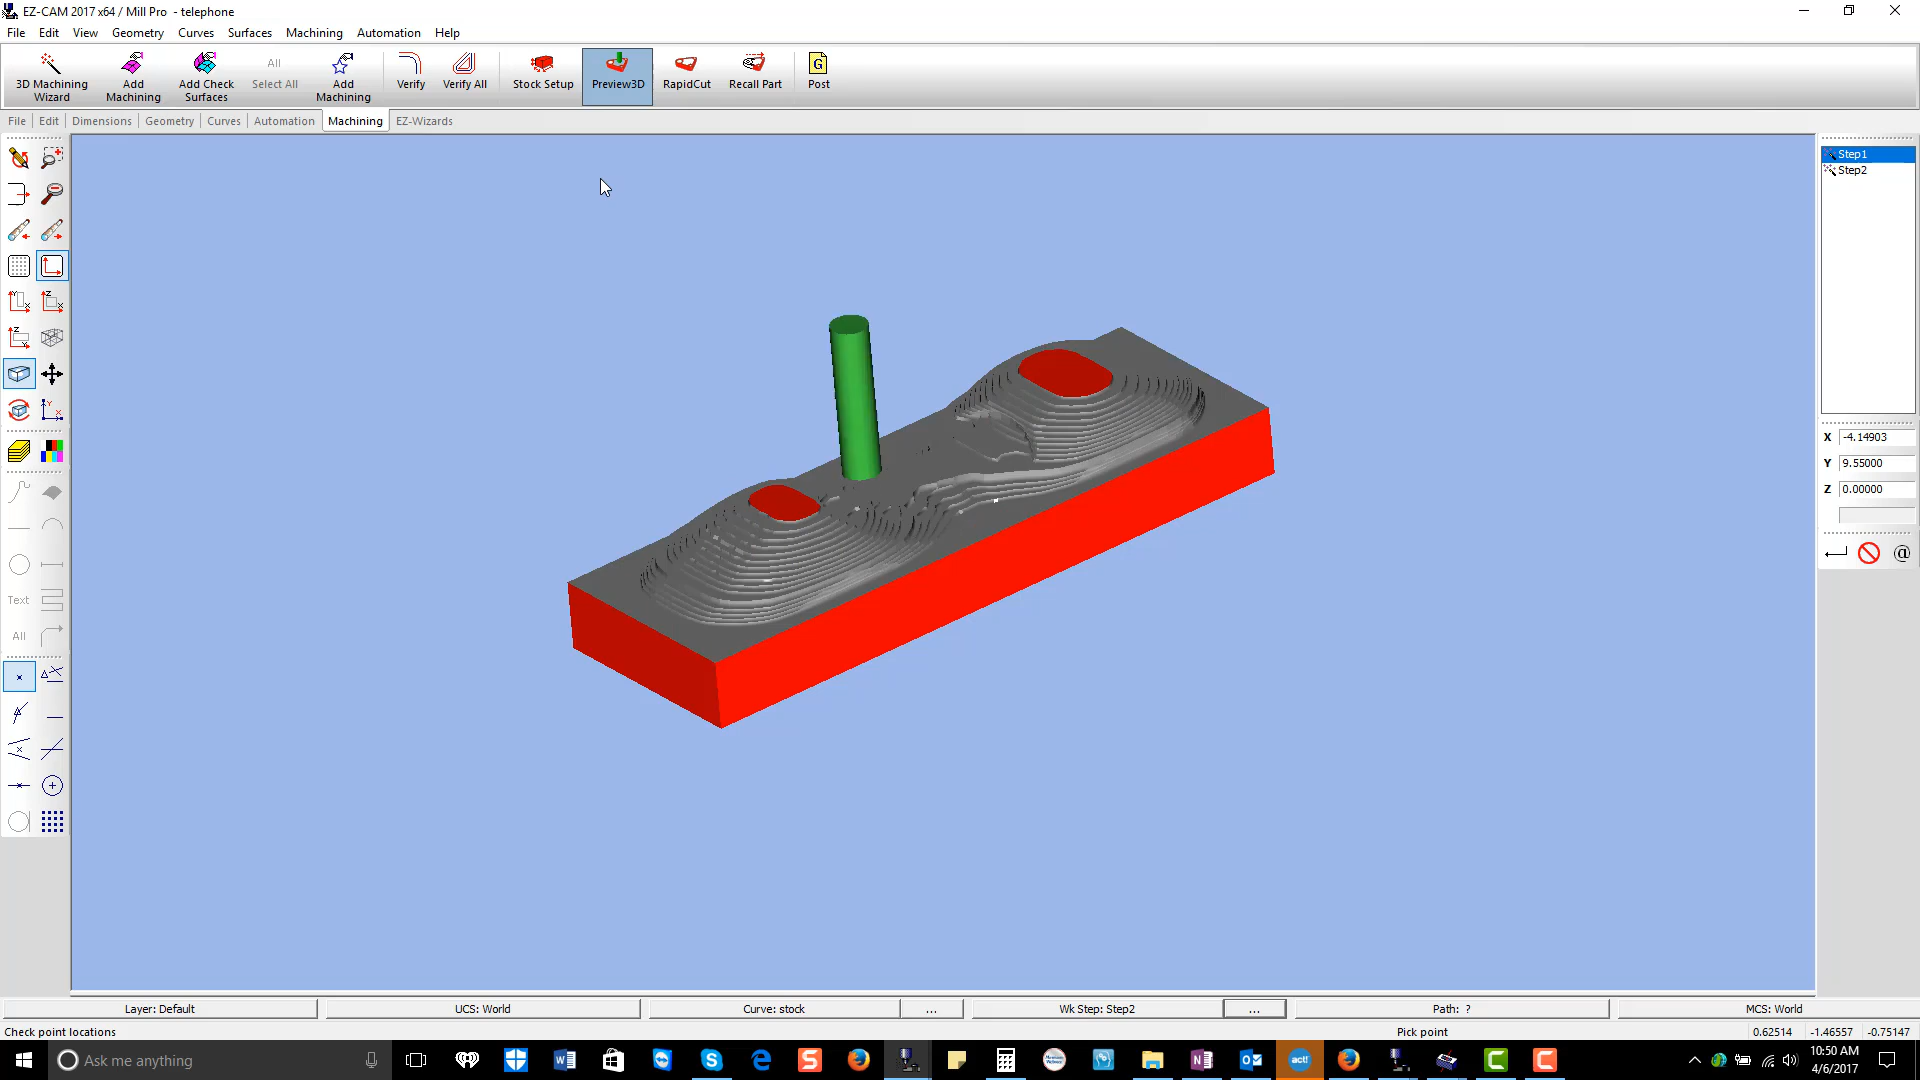 EZ-CAM 2017 x64 / Mill Pro - telephone
File Edit View Geometry Curves Surfaces Machining Automation Help
3D Machining Wizard
Add Machining
Add Check Surfaces
All
Select All
Add Machining
Verify
Verify All
Stock Setup
Preview3D
RapidCut
Recall Part
G
Post
File Edit Dimensions Geometry Curves Automation Machining EZ-Wizards
Step1
Step2
X -4.14903
Y 9.55000
Z 0.00000
@
Text
All
Layer: Default UCS: World Curve: stock ... Wk Step: Step2 ... Path: ? MCS: World
Check point locations Pick point 0.62514 -1.46557 -0.75147
Ask me anything
act!
10:50 AM
4/6/2017